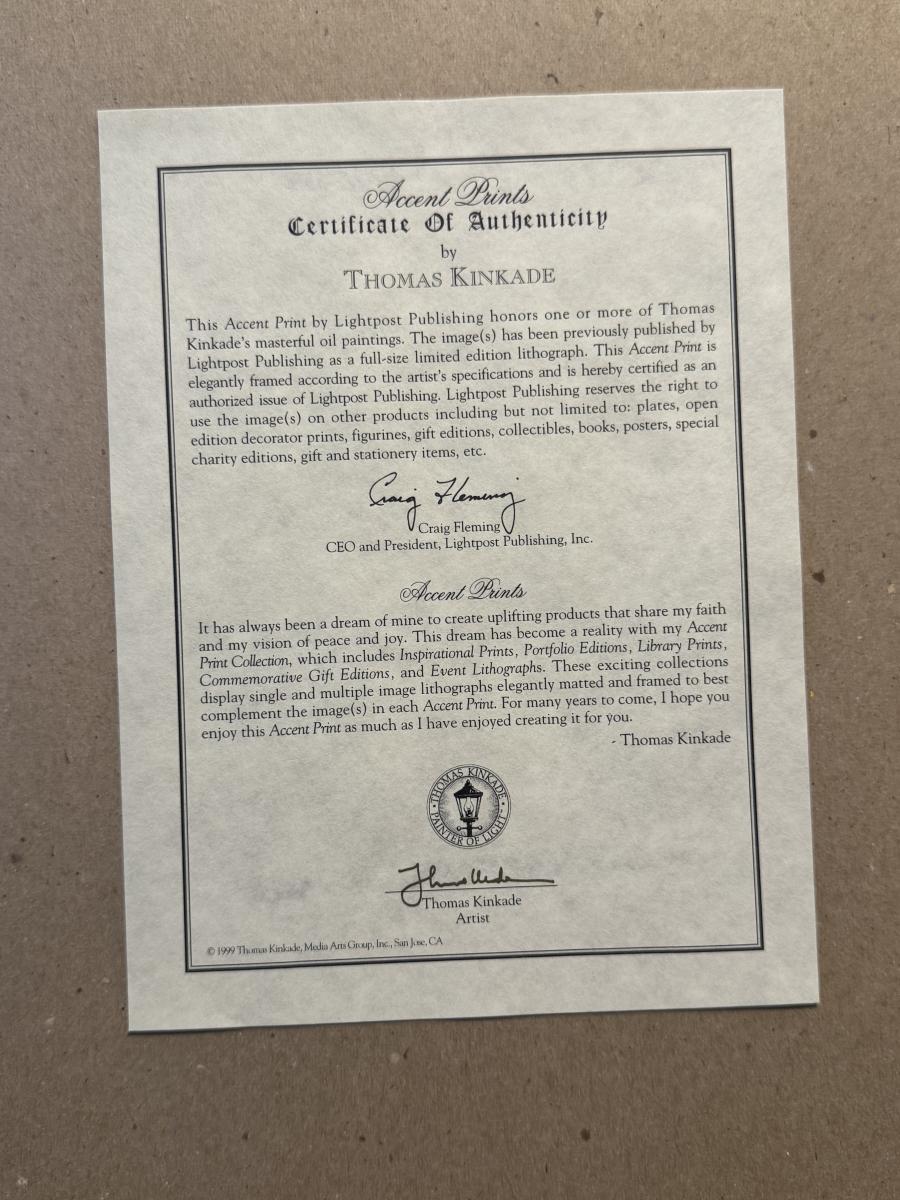 Accent Prints
Certificate Of Authenticity
by
THOMAS KINKADE
This Accent Print by Lightpost Publishing honors one or more of Thomas
Kinkade's masterful oil paintings. The image(s) has been previously published by
Lightpost Publishing as a full-size limited edition lithograph. This Accent Print is
elegantly framed according to the artist's specifications and is hereby certified as an
authorized issue of Lightpost Publishing. Lightpost Publishing reserves the right to
use the image(s) on other products including but not limited to: plates, open
edition decorator prints, figurines, gift editions, collectibles, books, posters, special
charity editions, gift and stationery items, etc.
Craig Fleming
Craig Fleming
CEO and President, Lightpost Publishing, Inc.
Accent Prints
It has always been a dream of mine to create uplifting products that share my faith
and my vision of peace and joy. This dream has become a reality with my Accent
Print Collection, which includes Inspirational Prints, Portfolio Editions, Library Prints,
Commemorative Gift Editions, and Event Lithographs. These exciting collections
display single and multiple image lithographs elegantly matted and framed to best
complement the image(s) in each Accent Print. For many years to come, I hope you
enjoy this Accent Print as much as I have enjoyed creating it for you.
- Thomas Kinkade
THOMAS KINKADE
PAINTER OF LIGHT
Thomas Kinkade
Artist
© 1999 Thomas Kinkade, Media Arts Group, Inc., San Jose, CA